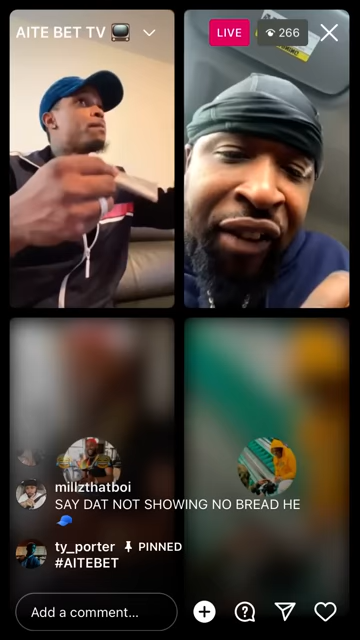 AITE BET TV 📺
LIVE
266
millzthatboi
SAY DAT NOT SHOWING NO BREAD HE
🧢
ty_porter 📌 PINNED
#AITEBET
Add a comment...